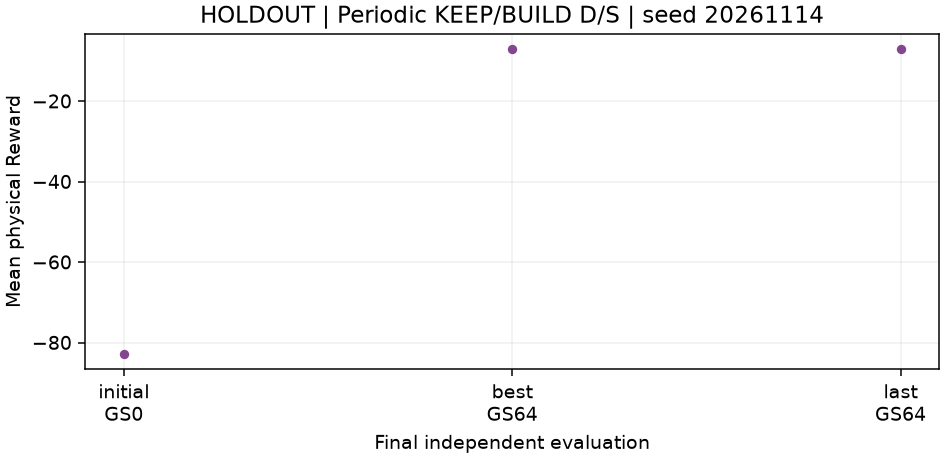 HOLDOUT | Periodic KEEP/BUILD D/S | seed 20261114
Mean physical Reward
−20
−40
−60
−80
initial
GS0
best
GS64
last
GS64
Final independent evaluation